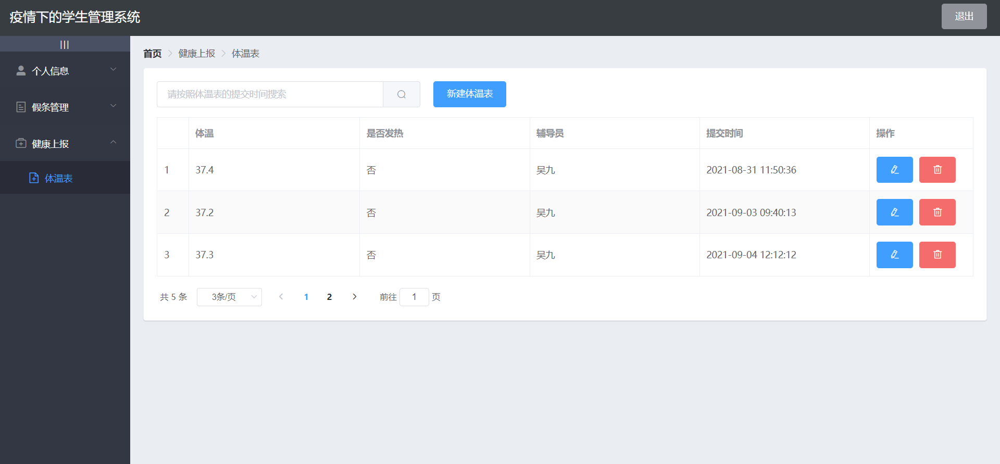 疫情下的学生管理系统
退出
|||
个人信息
假条管理
健康上报
体温表
首页 > 健康上报 > 体温表
请按照体温表的提交时间搜索
新建体温表
体温 是否发热 辅导员 提交时间 操作
1 37.4 否 吴九 2021-08-31 11:50:36
2 37.2 否 吴九 2021-09-03 09:40:13
3 37.3 否 吴九 2021-09-04 12:12:12
共 5 条 3条/页 < 1 2 > 前往 1 页